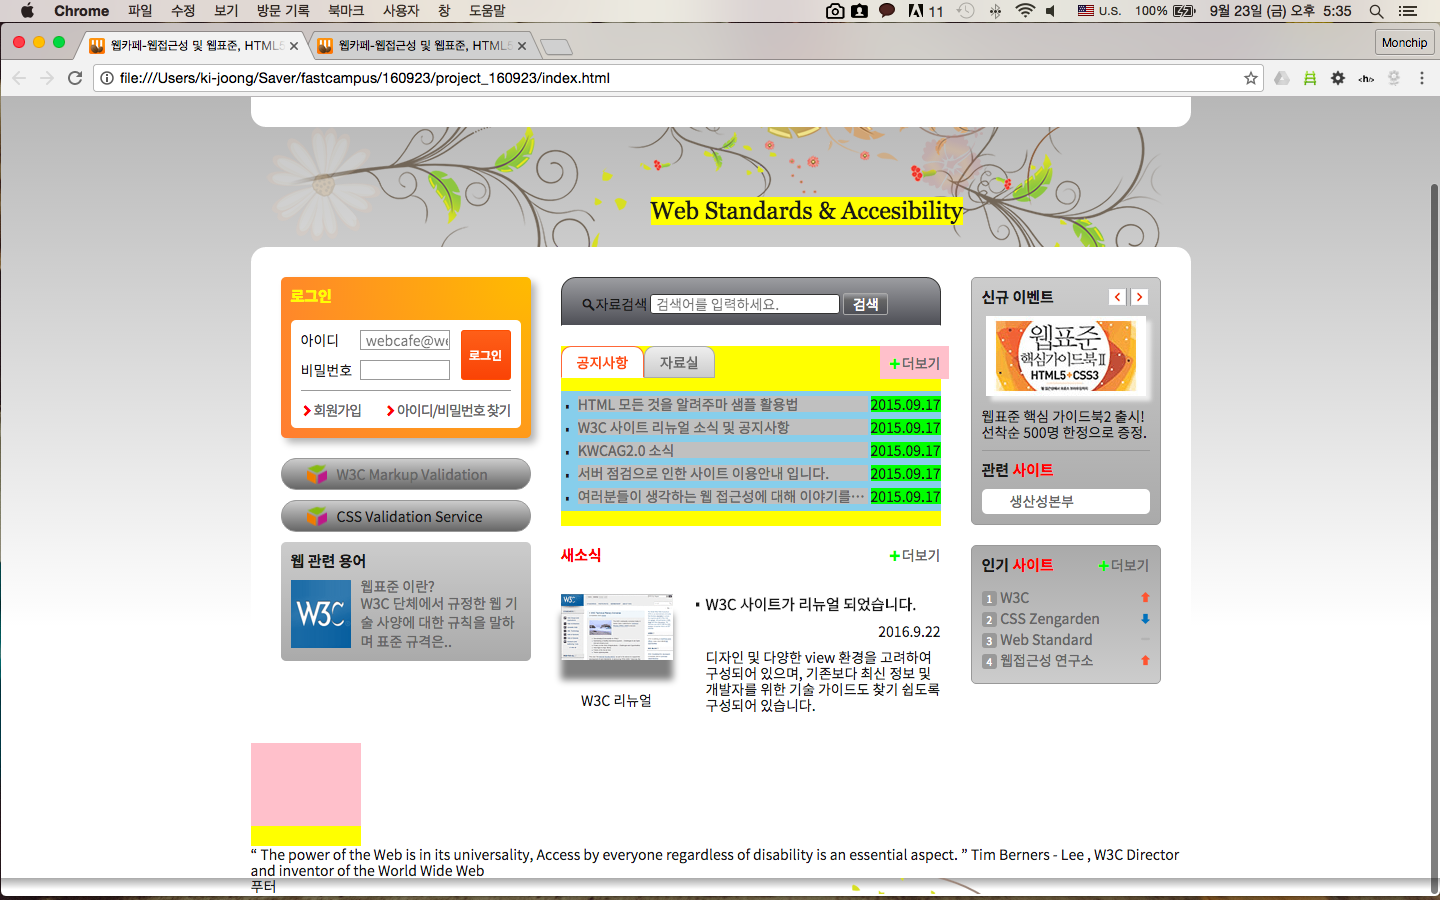 Chrome 파일 수정 보기 방문 기록 북마크 사용자 창 도움말 11 U.S. 100% 9월 23일 (금) 오후 5:35
웹카페-웹접근성 및 웹표준, HTML5 웹카페-웹접근성 및 웹표준, HTML5 Monchip
file:///Users/ki-joong/Saver/fastcampus/160923/project_160923/index.html <h/>
Web Standards & Accesibility
로그인
아이디 webcafe@we
비밀번호
로그인
회원가입 아이디/비밀번호 찾기
W3C Markup Validation
CSS Validation Service
웹 관련 용어
W3C
웹표준 이란?
W3C 단체에서 규정한 웹 기
술 사양에 대한 규칙을 말하
며 표준 규격은..
자료검색 검색어를 입력하세요. 검색
공지사항 자료실 +더보기
HTML 모든 것을 알려주마 샘플 활용법 2015.09.17
W3C 사이트 리뉴얼 소식 및 공지사항 2015.09.17
KWCAG2.0 소식 2015.09.17
서버 점검으로 인한 사이트 이용안내 입니다. 2015.09.17
여러분들이 생각하는 웹 접근성에 대해 이야기를… 2015.09.17
새소식 +더보기
W3C 리뉴얼
▪ W3C 사이트가 리뉴얼 되었습니다.
2016.9.22
디자인 및 다양한 view 환경을 고려하여
구성되어 있으며, 기존보다 최신 정보 및
개발자를 위한 기술 가이드도 찾기 쉽도록
구성되어 있습니다.
신규 이벤트 < >
웹표준
핵심가이드북Ⅱ
HTML5+CSS3
웹표준 핵심 가이드북2 출시!
선착순 500명 한정으로 증정.
관련 사이트
생산성본부
인기 사이트 +더보기
1 W3C
2 CSS Zengarden
3 Web Standard
4 웹접근성 연구소
“ The power of the Web is in its universality, Access by everyone regardless of disability is an essential aspect. ” Tim Berners - Lee , W3C Director
and inventor of the World Wide Web
푸터